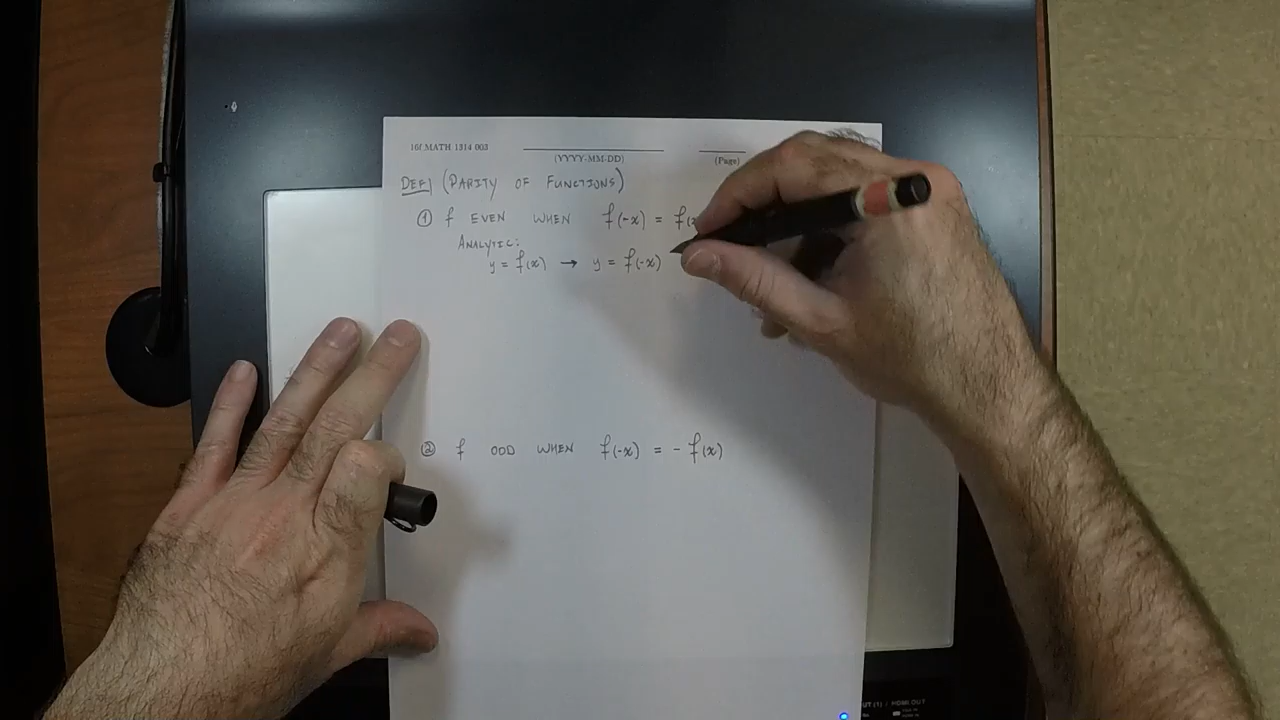 16f MATH 1314 003
(YYYY-MM-DD) (Page)
DEF] (PARITY OF FUNCTIONS)
① f EVEN WHEN f(-x) = f(x
ANALYTIC:
y = f(x) → y = f(-x)
② f ODD WHEN f(-x) = - f(x)